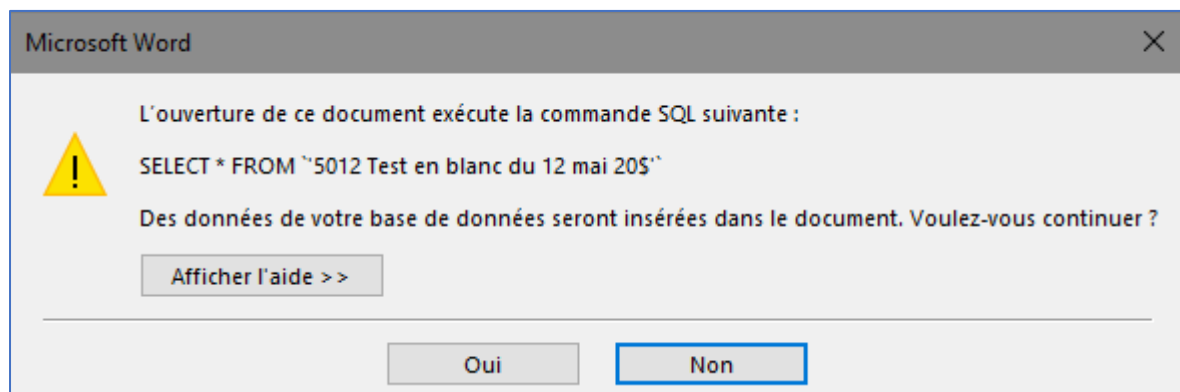 Microsoft Word
L'ouverture de ce document exécute la commande SQL suivante :
SELECT * FROM `'5012 Test en blanc du 12 mai 20$'`
Des données de votre base de données seront insérées dans le document. Voulez-vous continuer ?
Afficher l'aide >>
Oui
Non